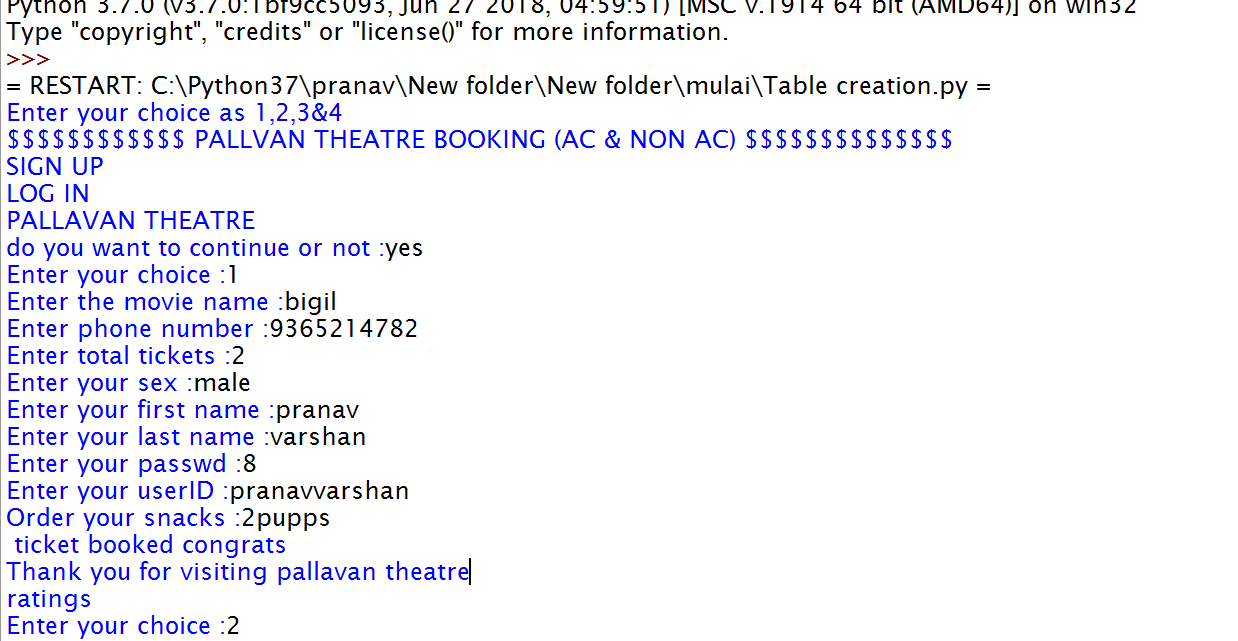 Python 3.7.0 (v3.7.0:1bf9cc5093, Jun 27 2018, 04:59:51) [MSC v.1914 64 bit (AMD64)] on win32
Type "copyright", "credits" or "license()" for more information.
>>>
= RESTART: C:\Python37\pranav\New folder\New folder\mulai\Table creation.py =
Enter your choice as 1,2,3&4
$$$$$$$$$$$$ PALLVAN THEATRE BOOKING (AC & NON AC) $$$$$$$$$$$$$$
SIGN UP
LOG IN
PALLAVAN THEATRE
do you want to continue or not :yes
Enter your choice :1
Enter the movie name :bigil
Enter phone number :9365214782
Enter total tickets :2
Enter your sex :male
Enter your first name :pranav
Enter your last name :varshan
Enter your passwd :8
Enter your userID :pranavvarshan
Order your snacks :2pupps
 ticket booked congrats
Thank you for visiting pallavan theatre
ratings
Enter your choice :2